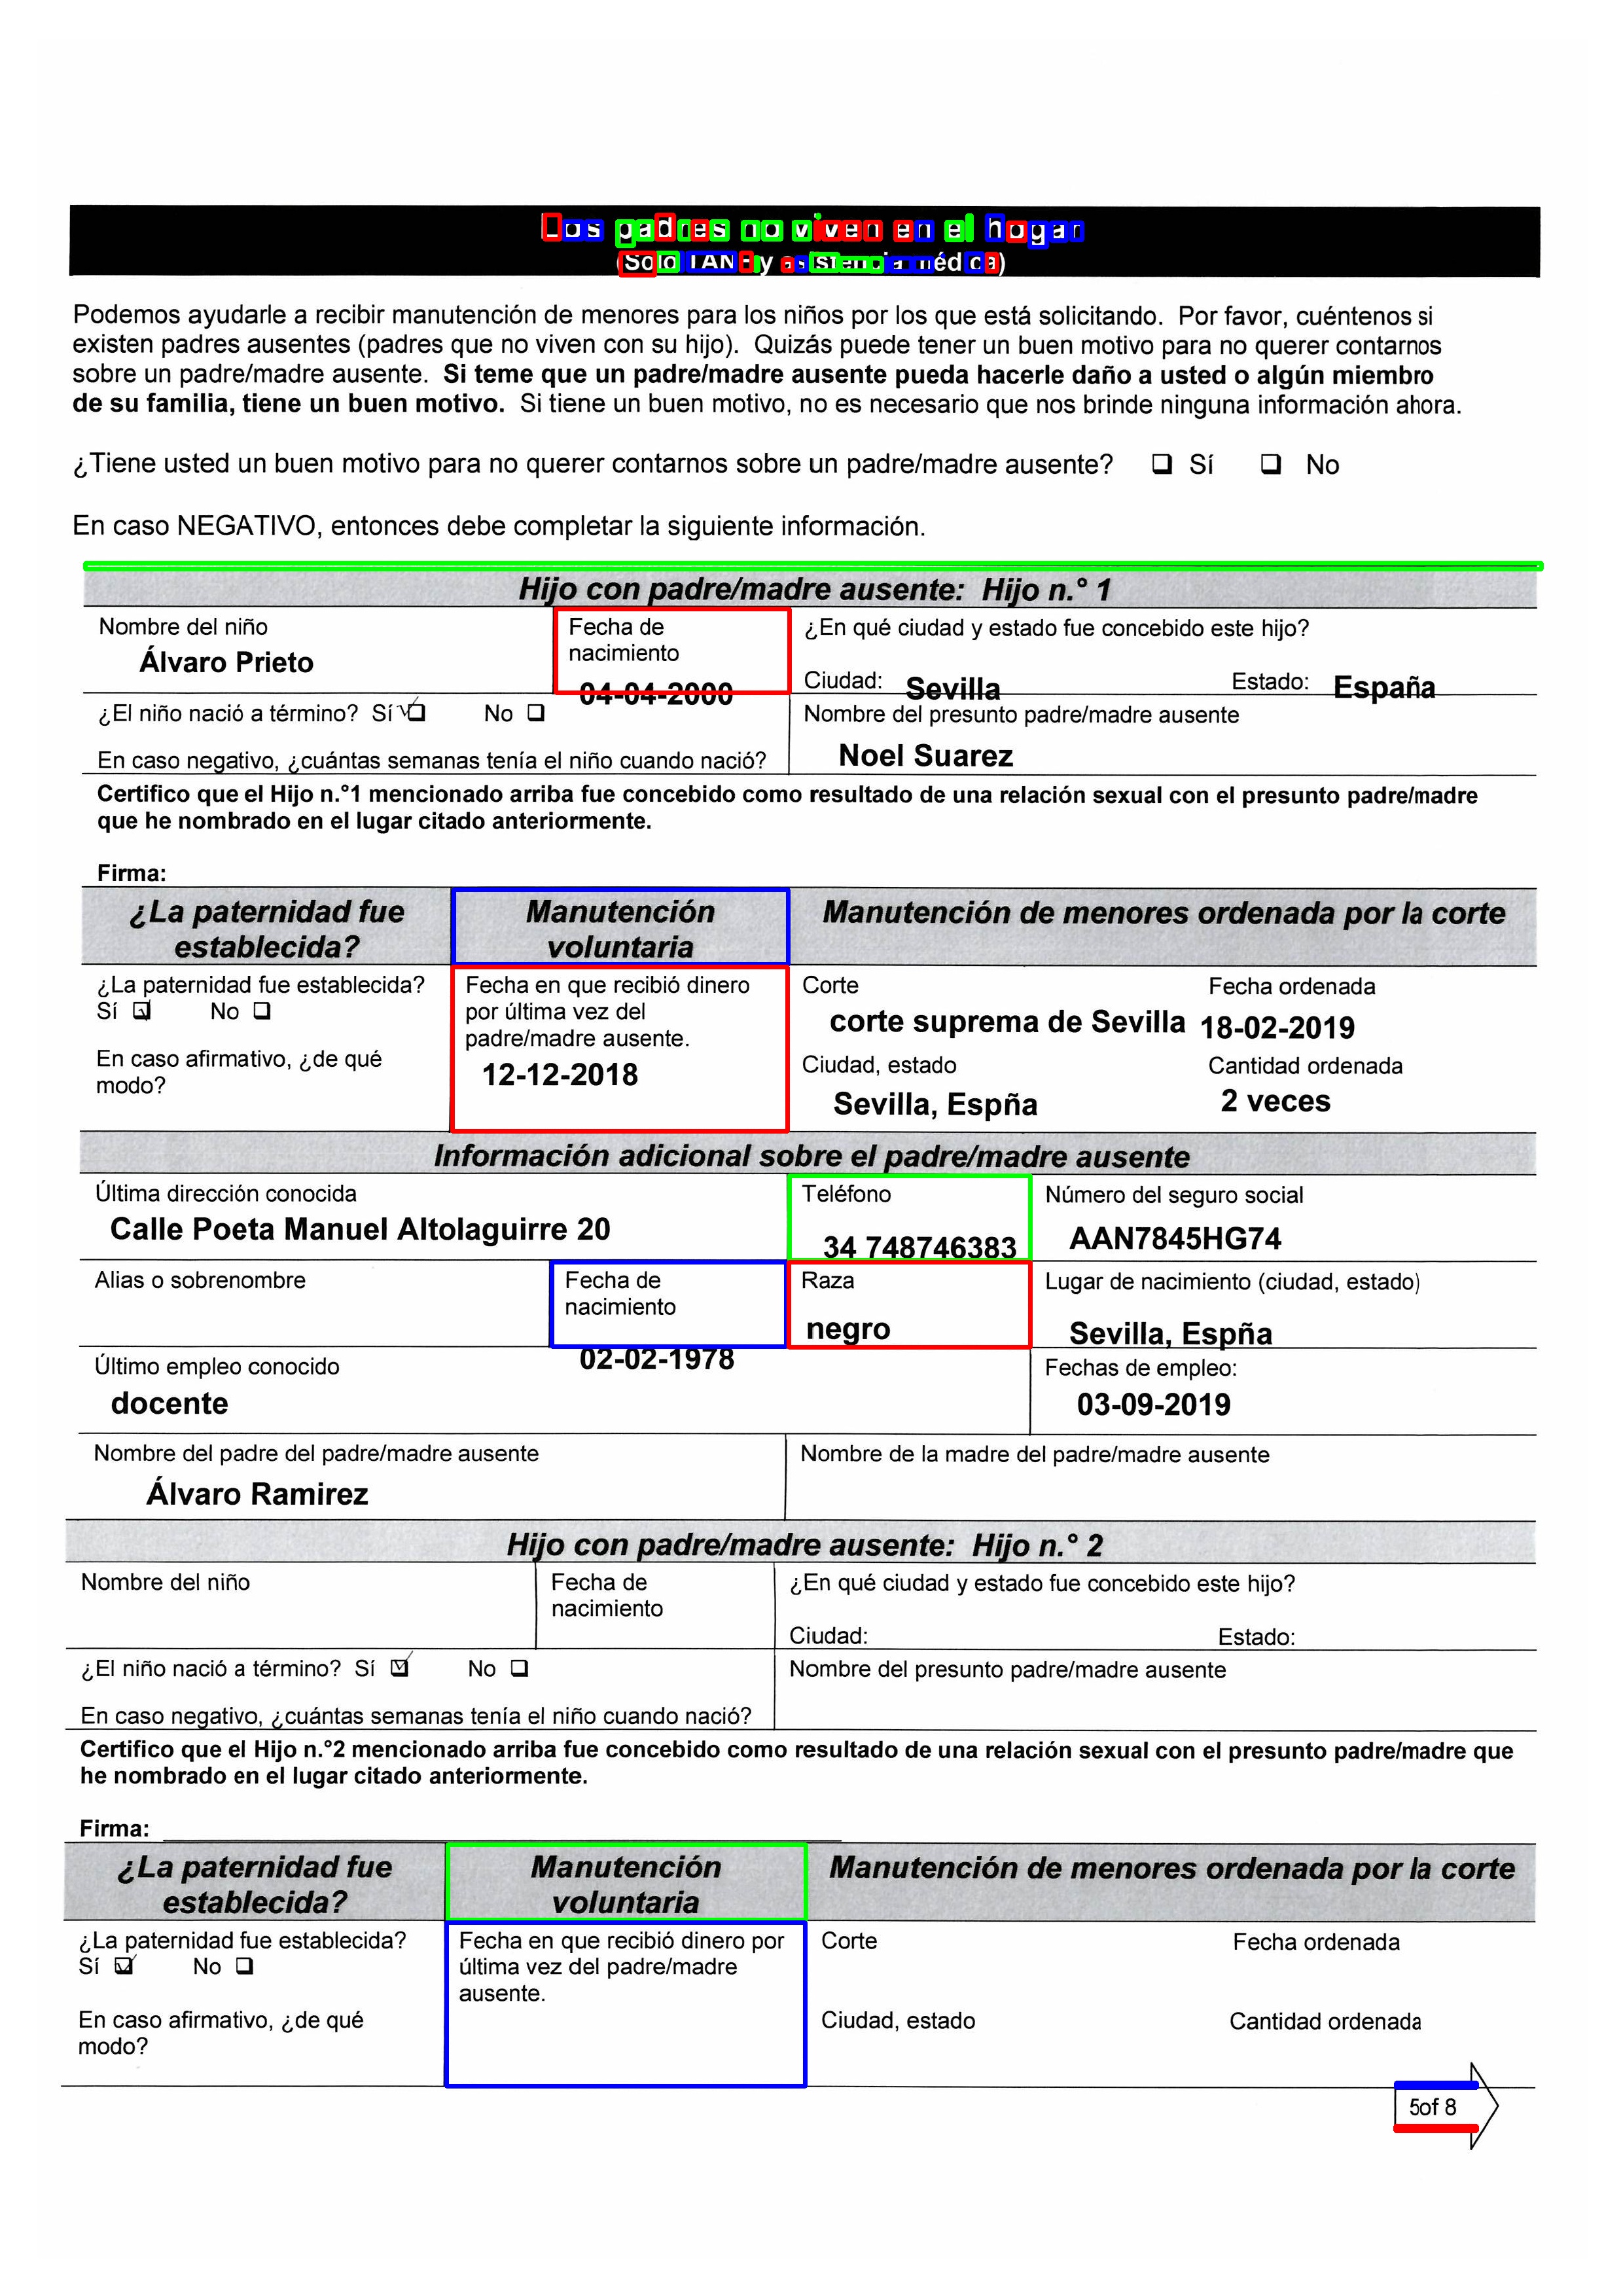 Los padres no viven en el hogar
(Solo TANF y asistencia médica)
Podemos ayudarle a recibir manutención de menores para los niños por los que está solicitando. Por favor, cuéntenos si
existen padres ausentes (padres que no viven con su hijo). Quizás puede tener un buen motivo para no querer contarnos
sobre un padre/madre ausente. Si teme que un padre/madre ausente pueda hacerle daño a usted o algún miembro
de su familia, tiene un buen motivo. Si tiene un buen motivo, no es necesario que nos brinde ninguna información ahora.
¿Tiene usted un buen motivo para no querer contarnos sobre un padre/madre ausente? ❑ Sí ❑ No
En caso NEGATIVO, entonces debe completar la siguiente información.
Hijo con padre/madre ausente: Hijo n.° 1
Nombre del niño
Álvaro Prieto
Fecha de
nacimiento
04-04-2000
¿En qué ciudad y estado fue concebido este hijo?
Ciudad: Sevilla Estado: España
¿El niño nació a término? Sí ☑ No ❑
En caso negativo, ¿cuántas semanas tenía el niño cuando nació?
Nombre del presunto padre/madre ausente
Noel Suarez
Certifico que el Hijo n.°1 mencionado arriba fue concebido como resultado de una relación sexual con el presunto padre/madre
que he nombrado en el lugar citado anteriormente.
Firma:
¿La paternidad fue
establecida?
Manutención
voluntaria
Manutención de menores ordenada por la corte
¿La paternidad fue establecida?
Sí ☑ No ❑
En caso afirmativo, ¿de qué
modo?
Fecha en que recibió dinero
por última vez del
padre/madre ausente.
12-12-2018
Corte Fecha ordenada
corte suprema de Sevilla 18-02-2019
Ciudad, estado Cantidad ordenada
Sevilla, Espña 2 veces
Información adicional sobre el padre/madre ausente
Última dirección conocida
Calle Poeta Manuel Altolaguirre 20
Teléfono
34 748746383
Número del seguro social
AAN7845HG74
Alias o sobrenombre
Fecha de
nacimiento
02-02-1978
Raza
negro
Lugar de nacimiento (ciudad, estado)
Sevilla, Espña
Último empleo conocido
docente
Fechas de empleo:
03-09-2019
Nombre del padre del padre/madre ausente
Álvaro Ramirez
Nombre de la madre del padre/madre ausente
Hijo con padre/madre ausente: Hijo n.° 2
Nombre del niño
Fecha de
nacimiento
¿En qué ciudad y estado fue concebido este hijo?
Ciudad: Estado:
¿El niño nació a término? Sí ☑ No ❑
En caso negativo, ¿cuántas semanas tenía el niño cuando nació?
Nombre del presunto padre/madre ausente
Certifico que el Hijo n.°2 mencionado arriba fue concebido como resultado de una relación sexual con el presunto padre/madre que
he nombrado en el lugar citado anteriormente.
Firma:
¿La paternidad fue
establecida?
Manutención
voluntaria
Manutención de menores ordenada por la corte
¿La paternidad fue establecida?
Sí ☑ No ❑
En caso afirmativo, ¿de qué
modo?
Fecha en que recibió dinero por
última vez del padre/madre
ausente.
Corte Fecha ordenada
Ciudad, estado Cantidad ordenada
5of 8